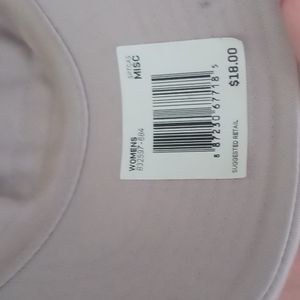 MISC
WOMENS
8 87230 67718 5
$18.00
SUGGESTED RETAIL